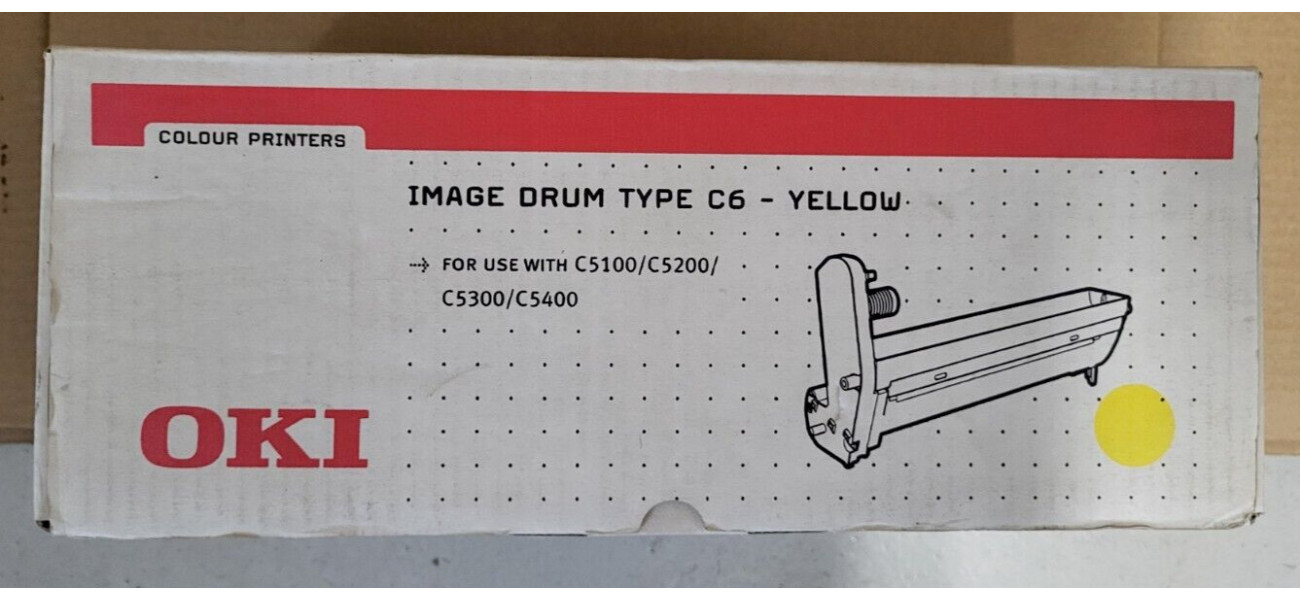 COLOUR PRINTERS
IMAGE DRUM TYPE C6 - YELLOW
FOR USE WITH C5100/C5200/
C5300/C5400
OKI